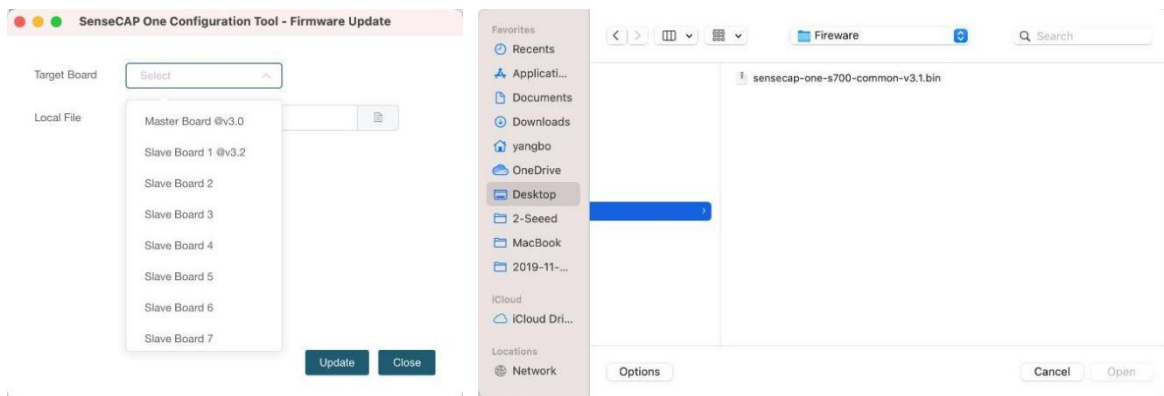 SenseCAP One Configuration Tool - Firmware Update
Target Board
Select
Local File
Master Board @v3.0
Slave Board 1 @v3.2
Slave Board 2
Slave Board 3
Slave Board 4
Slave Board 5
Slave Board 6
Slave Board 7
Update
Close
Favorites
Recents
Applicati...
Documents
Downloads
yangbo
OneDrive
Desktop
2-Seeed
MacBook
2019-11-...
iCloud
iCloud Dri...
Locations
Network
Fireware
Search
sensecap-one-s700-common-v3.1.bin
Options
Cancel
Open